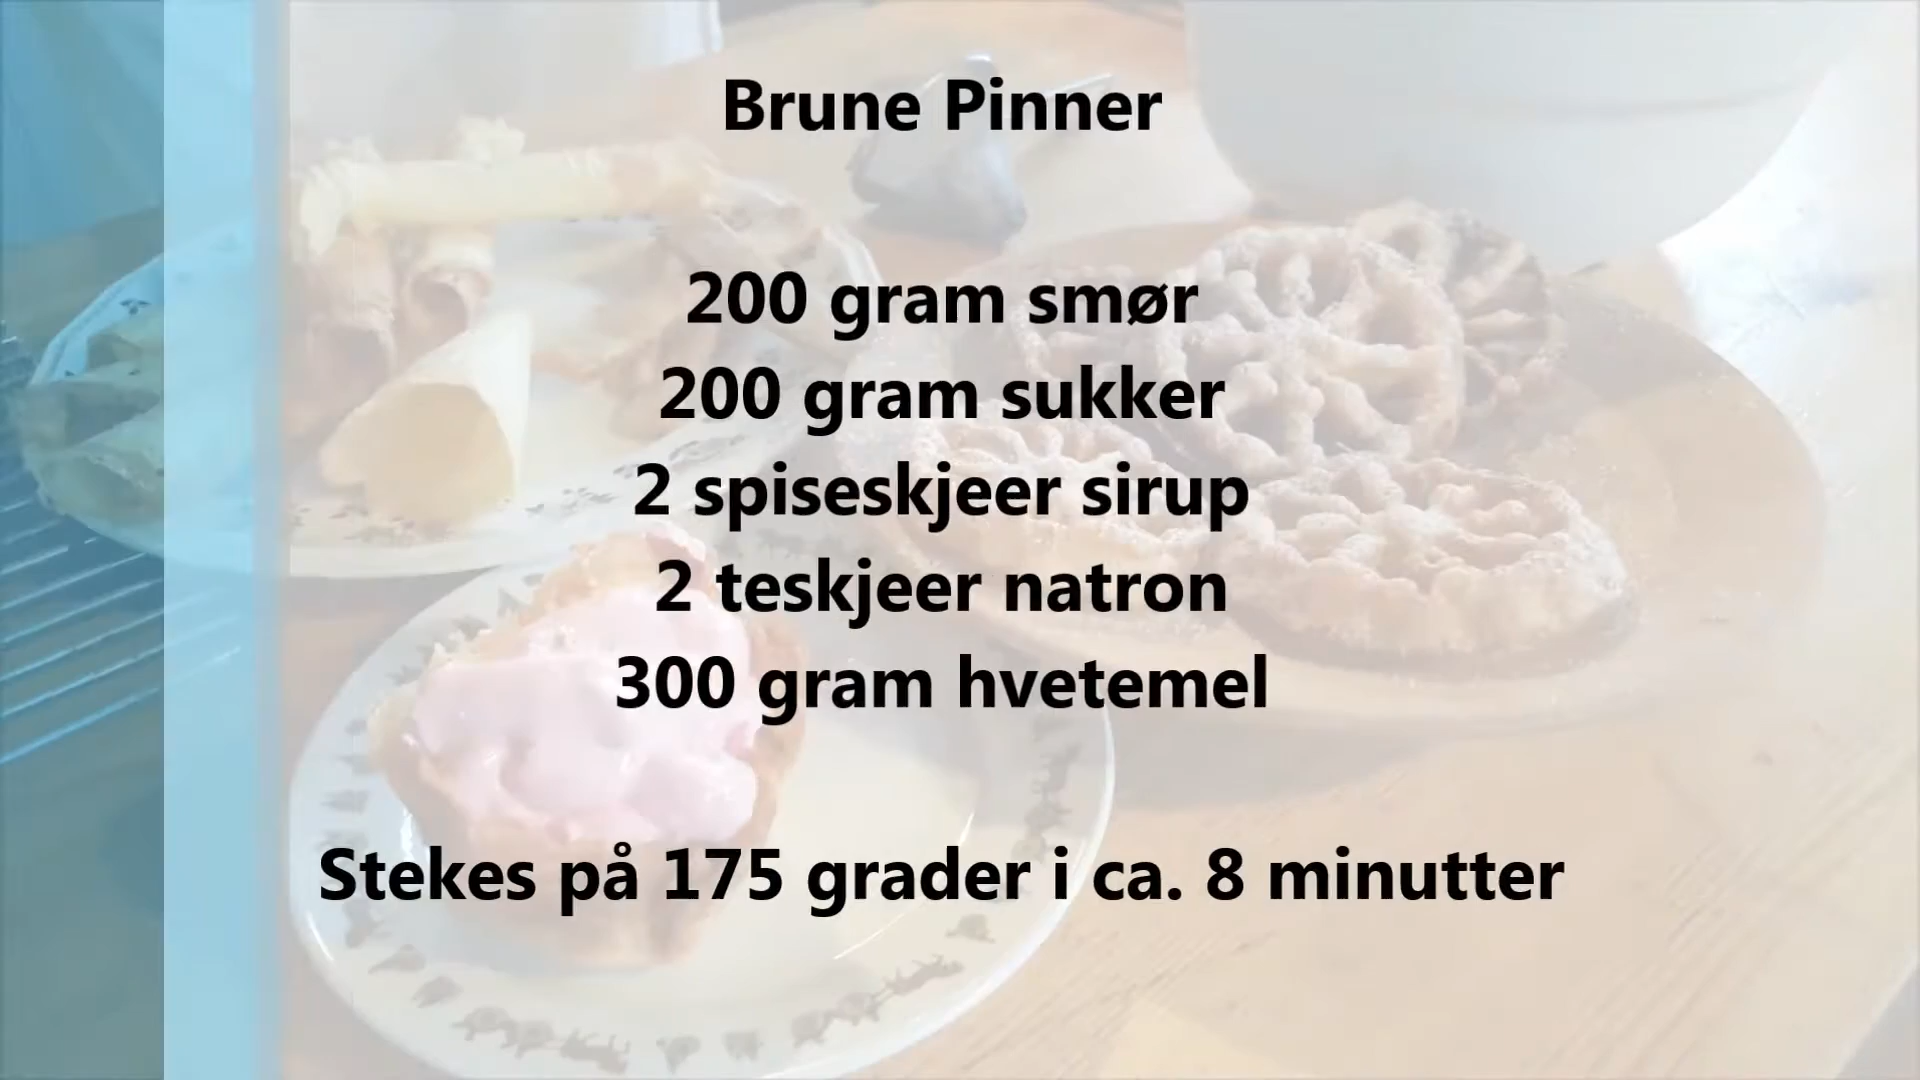 Brune Pinner
200 gram smør
200 gram sukker
2 spiseskjeer sirup
2 teskjeer natron
300 gram hvetemel
Stekes på 175 grader i ca. 8 minutter